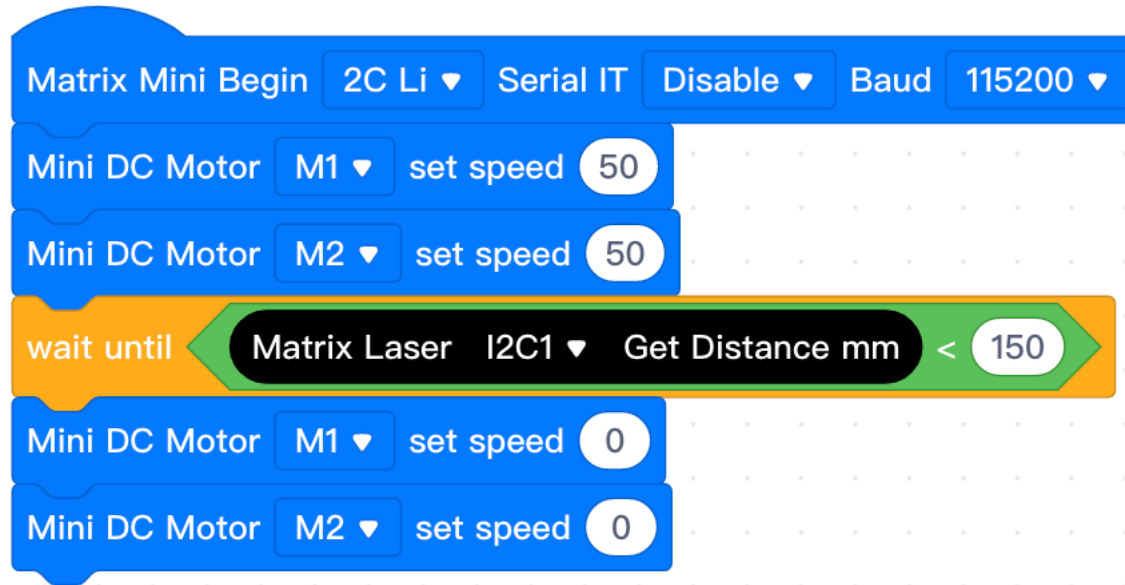 Matrix Mini Begin 2C Li Serial IT Disable Baud 115200
Mini DC Motor M1 set speed 50
Mini DC Motor M2 set speed 50
wait until Matrix Laser I2C1 Get Distance mm < 150
Mini DC Motor M1 set speed 0
Mini DC Motor M2 set speed 0